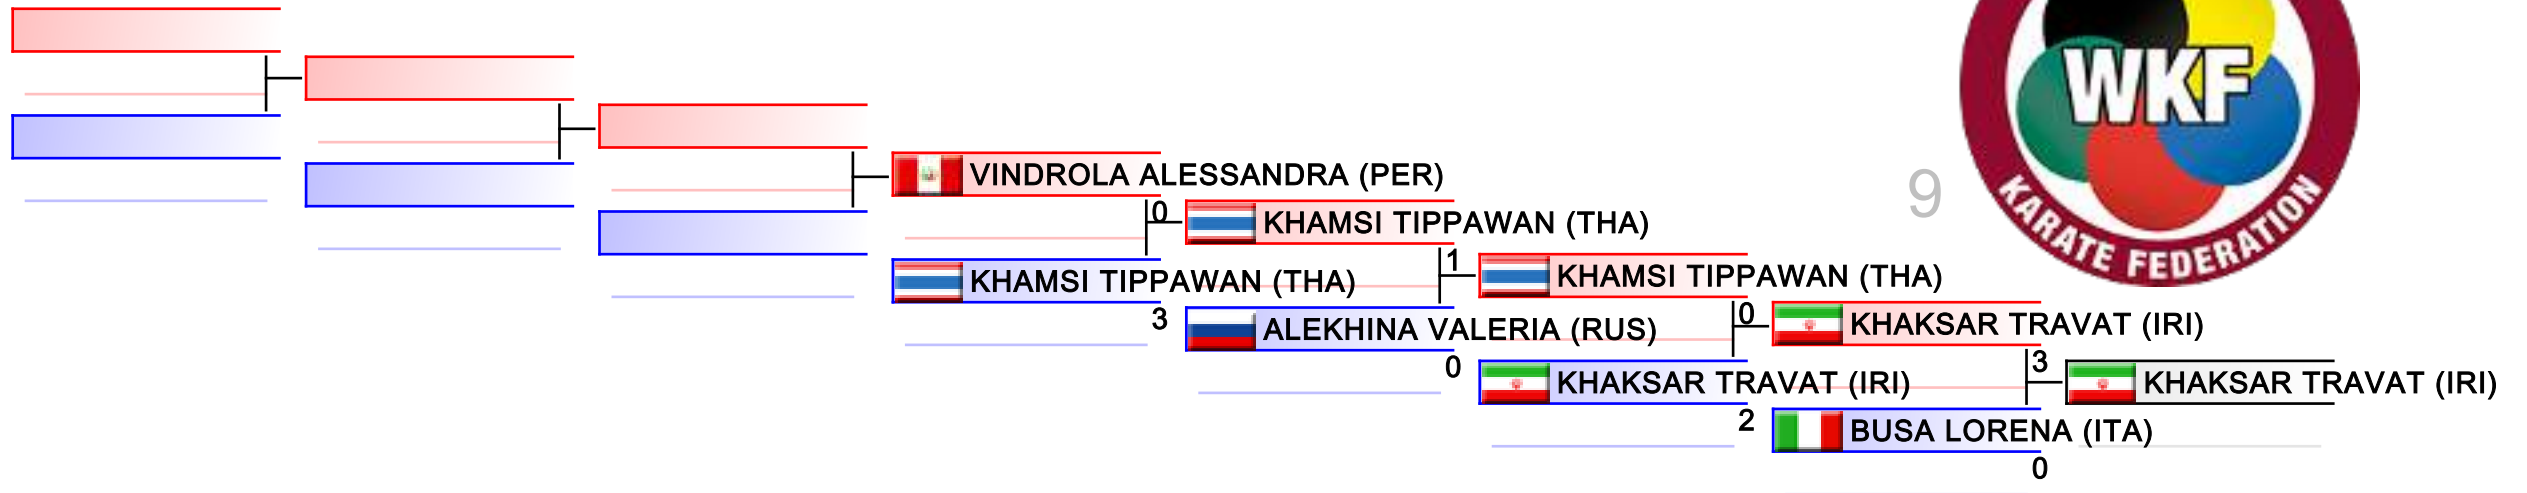 WKF
KARATE FEDERATION
9
VINDROLA ALESSANDRA (PER)
0
KHAMSI TIPPAWAN (THA)
KHAMSI TIPPAWAN (THA)
3
1
KHAMSI TIPPAWAN (THA)
ALEKHINA VALERIA (RUS)
0
0
KHAKSAR TRAVAT (IRI)
KHAKSAR TRAVAT (IRI)
2
3
KHAKSAR TRAVAT (IRI)
BUSA LORENA (ITA)
0